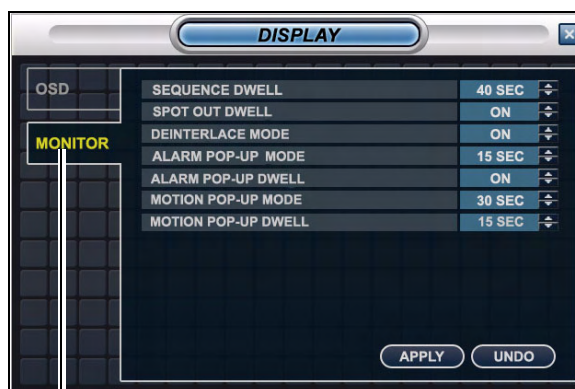 DISPLAY
OSD
MONITOR
SEQUENCE DWELL 40 SEC
SPOT OUT DWELL ON
DEINTERLACE MODE ON
ALARM POP-UP MODE 15 SEC
ALARM POP-UP DWELL ON
MOTION POP-UP MODE 30 SEC
MOTION POP-UP DWELL 15 SEC
APPLY UNDO